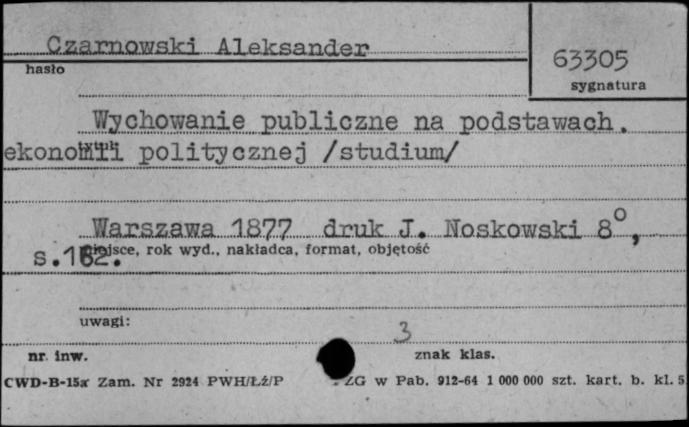 Czarnowski Aleksander
63305
hasło
sygnatura
Wychowanie publiczne na podstawach.
ekonomii politycznej /studium/
Warszawa 1877 druk J. Noskowski 8°,
s.162.
miejsce, rok wyd., nakładca, format, objętość
uwagi:
3
nr. inw.
znak klas.
CWD-B-15a Zam. Nr 2924 PWH/Łź/P ZG w Pab. 912-64 1 000 000 szt. kart. b. kl. 5